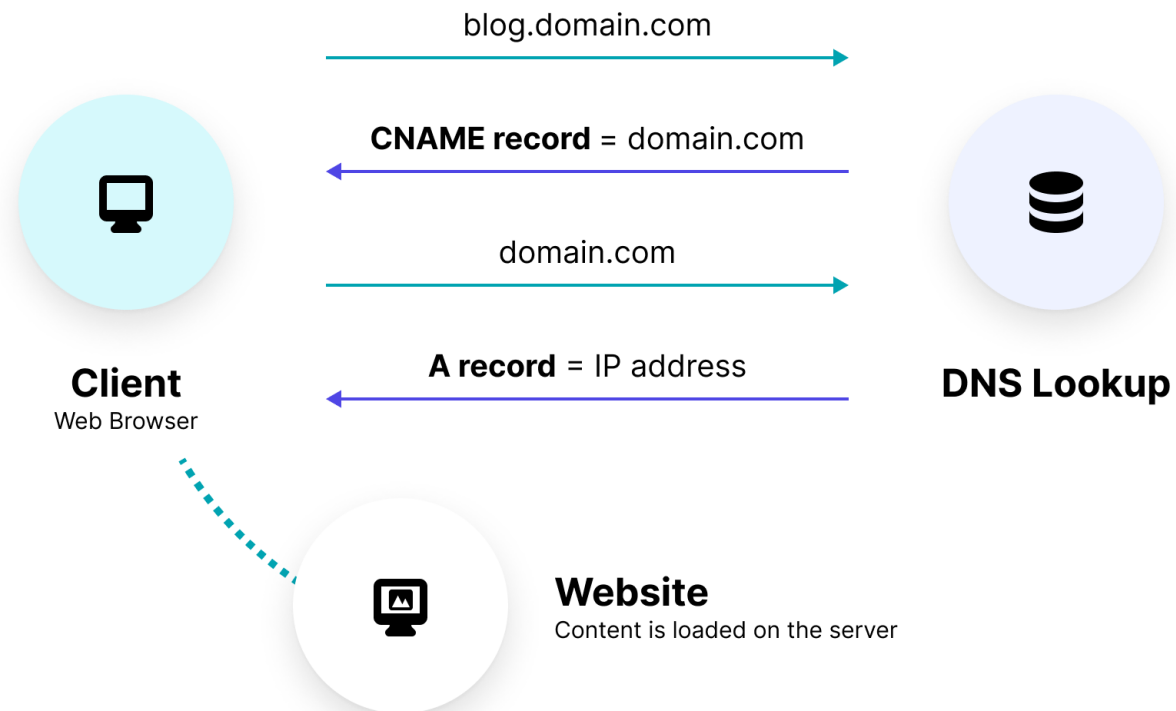 blog.domain.com
CNAME record = domain.com
domain.com
A record = IP address
Client
Web Browser
DNS Lookup
Website
Content is loaded on the server